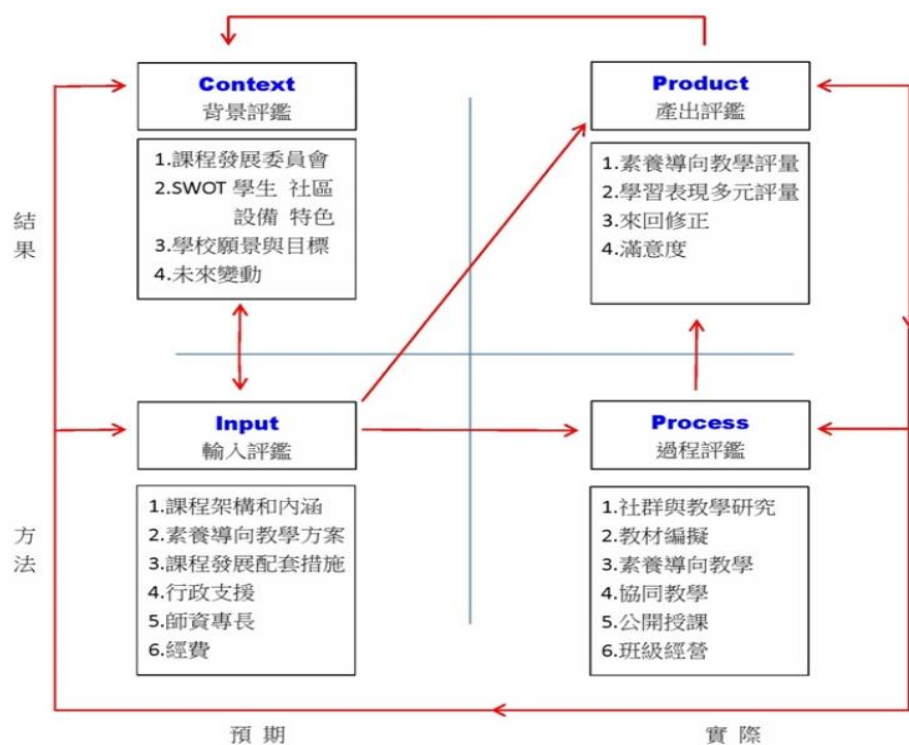 Context
背景評鑑
1.課程發展委員會
2.SWOT 學生 社區
設備 特色
3.學校願景與目標
4.未來變動
Product
產出評鑑
1.素養導向教學評量
2.學習表現多元評量
3.來回修正
4.滿意度
結果
Input
輸入評鑑
1.課程架構和內涵
2.素養導向教學方案
3.課程發展配套措施
4.行政支援
5.師資專長
6.經費
Process
過程評鑑
1.社群與教學研究
2.教材編擬
3.素養導向教學
4.協同教學
5.公開授課
6.班級經營
方法
預期
實際